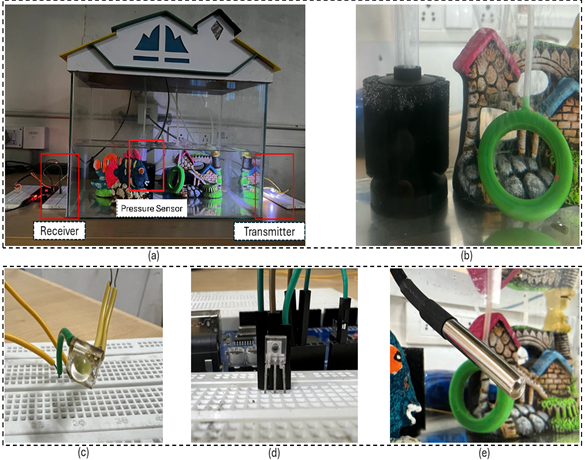 Receiver
Pressure Sensor
Transmitter
(a)
(b)
(c)
(d)
(e)